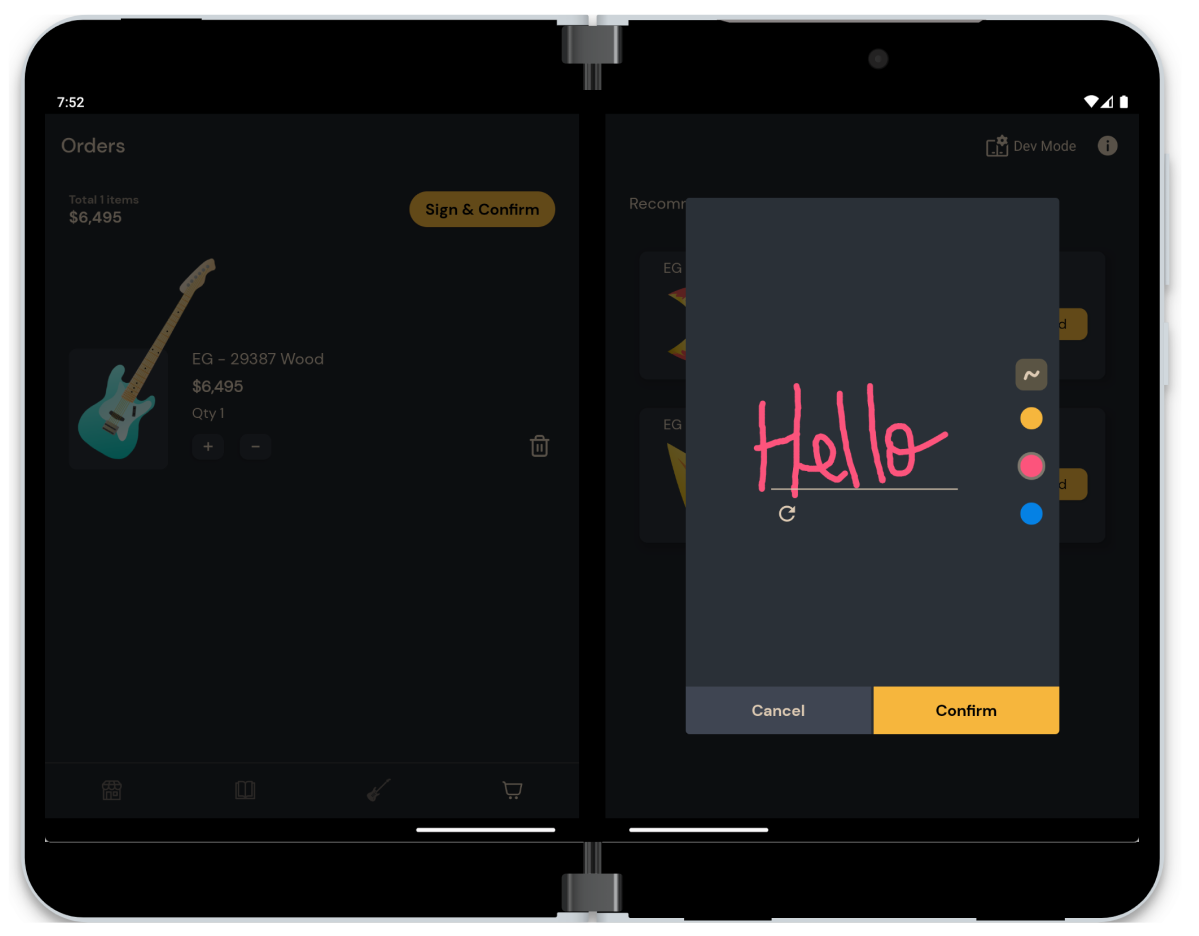 7:52
Orders
Total 1 items
$6,495
Sign & Confirm
EG - 29387 Wood
$6,495
Qty 1
+
-
Dev Mode
i
EG
EG
Hello
Cancel
Confirm